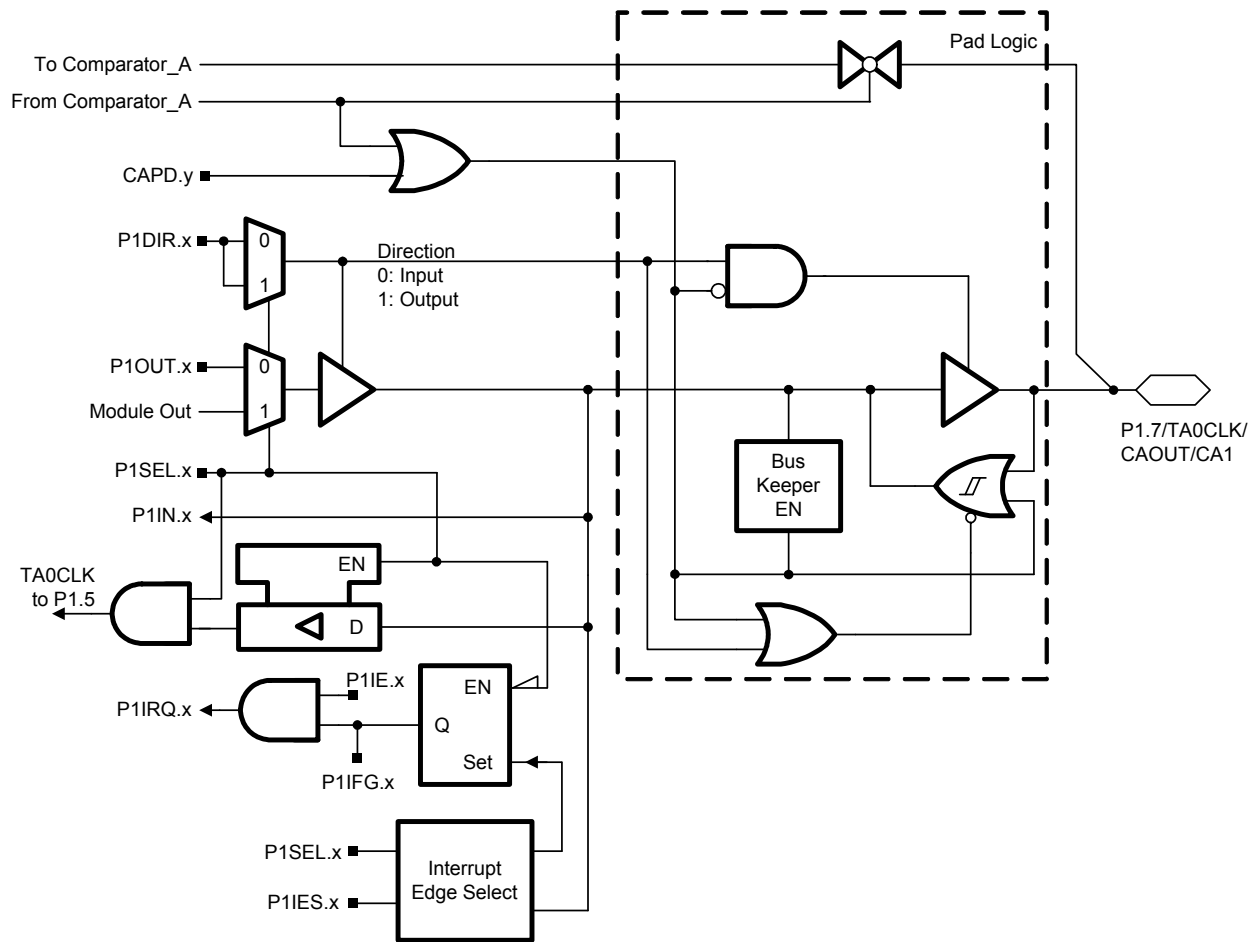 Pad Logic
To Comparator_A
From Comparator_A
CAPD.y
P1DIR.x
0
1
Direction
0: Input
1: Output
P1OUT.x
0
Module Out
1
P1SEL.x
P1IN.x
Bus
Keeper
EN
P1.7/TA0CLK/
CAOUT/CA1
TA0CLK
to P1.5
EN
D
P1IE.x
P1IRQ.x
EN
Q
Set
P1IFG.x
P1SEL.x
P1IES.x
Interrupt
Edge Select